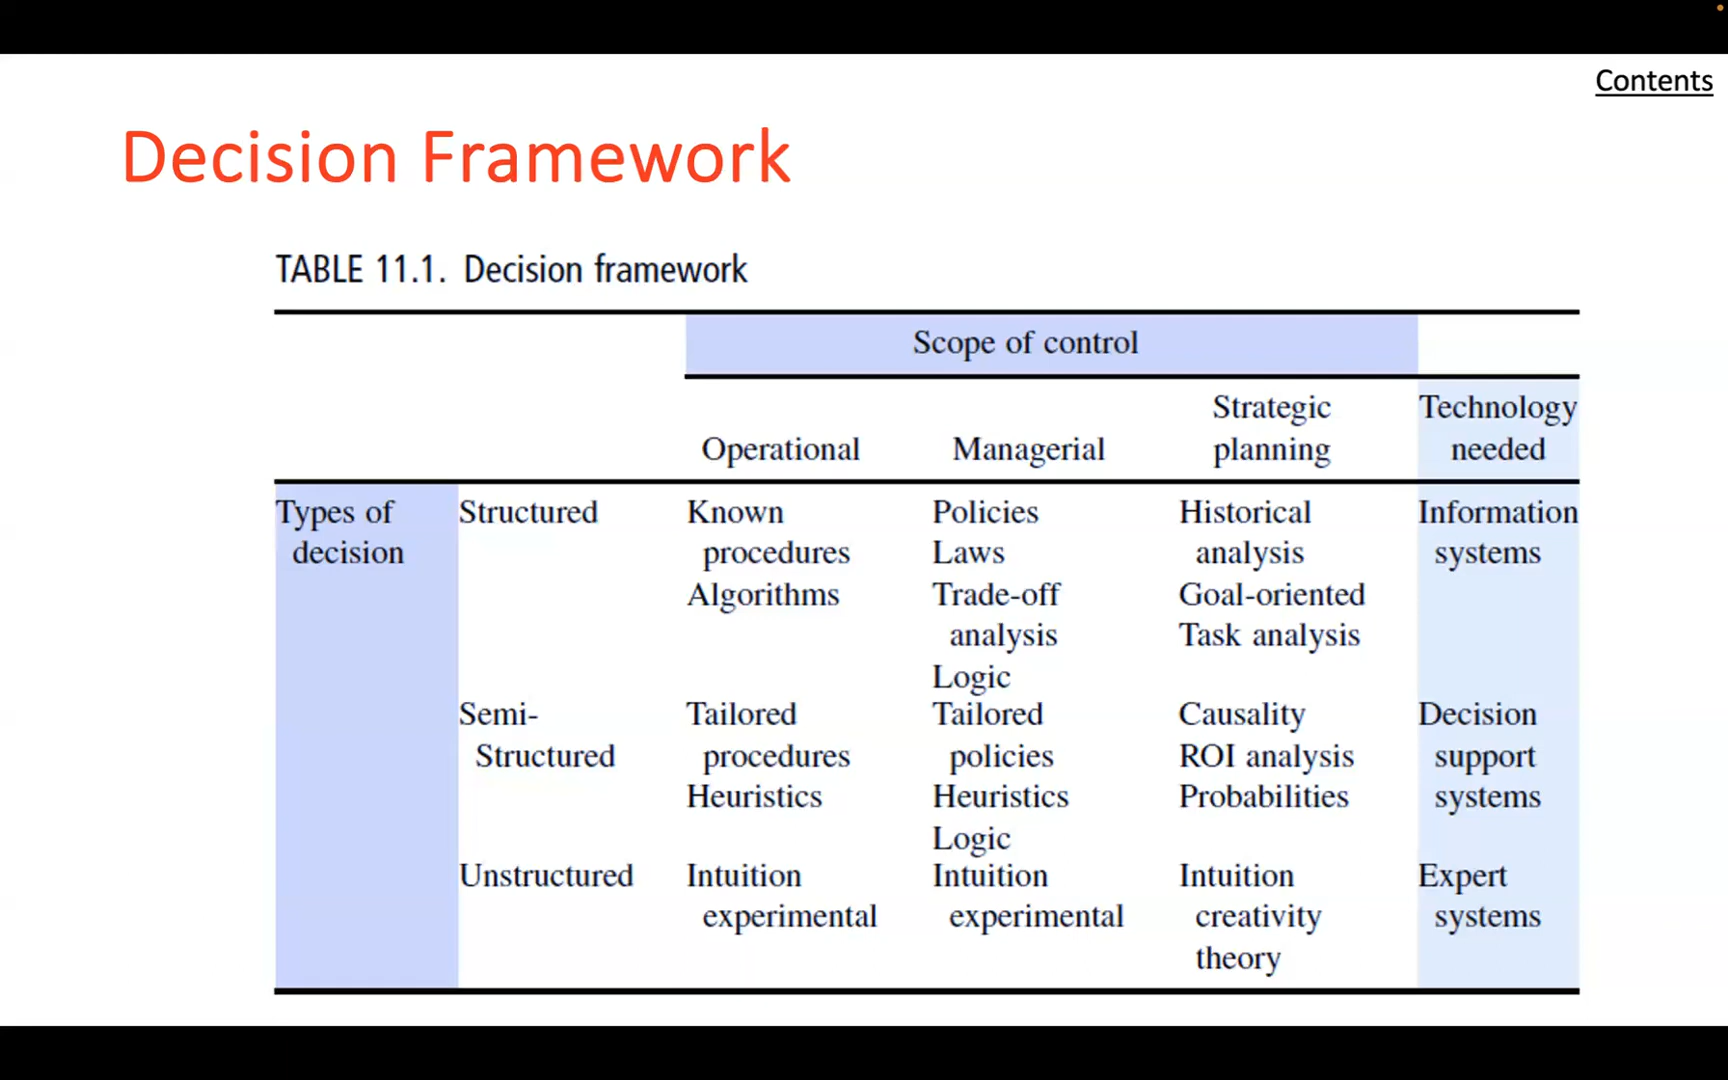 Contents
Decision Framework
TABLE 11.1. Decision framework
Scope of control
Strategic Technology
Operational Managerial planning needed
Types of Structured Known Policies Historical Information
decision procedures Laws analysis systems
Algorithms Trade-off Goal-oriented
analysis Task analysis
Logic
Semi- Tailored Tailored Causality Decision
Structured procedures policies ROI analysis support
Heuristics Heuristics Probabilities systems
Logic
Unstructured Intuition Intuition Intuition Expert
experimental experimental creativity systems
theory